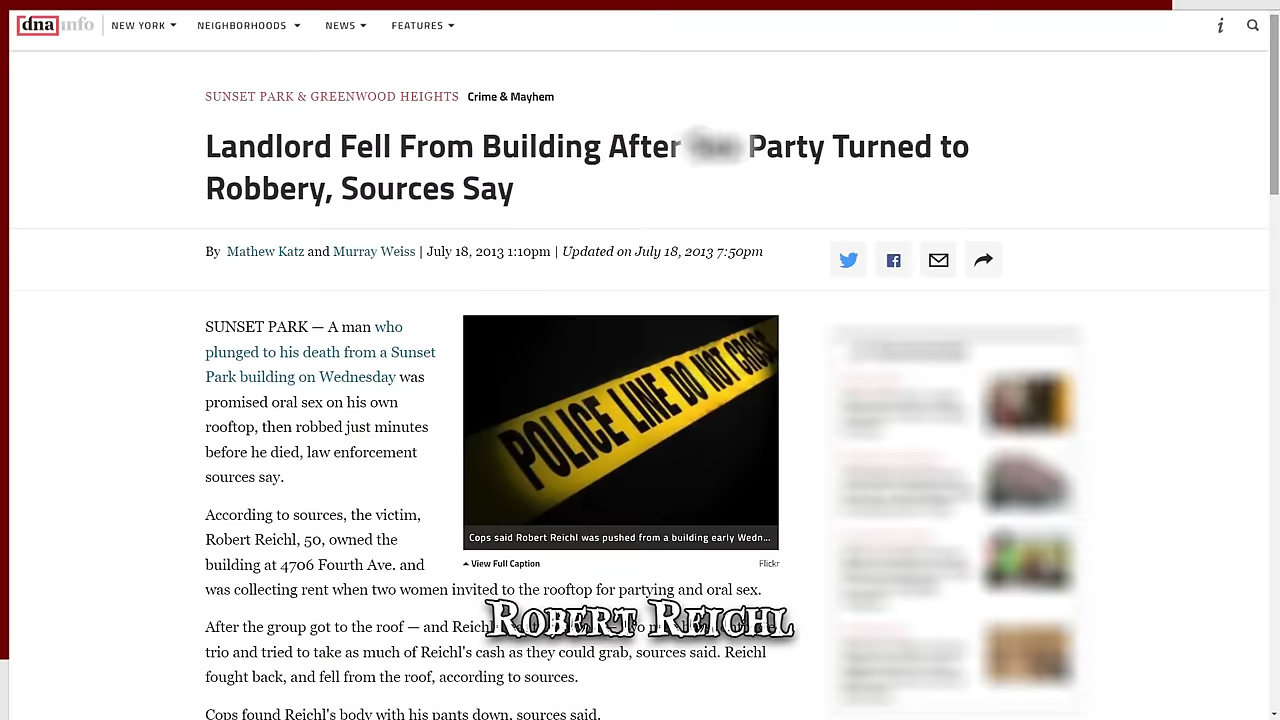 dnainfo NEW YORK NEIGHBORHOODS NEWS FEATURES i
SUNSET PARK & GREENWOOD HEIGHTS Crime & Mayhem
Landlord Fell From Building After Party Turned to
Robbery, Sources Say
By Mathew Katz and Murray Weiss | July 18, 2013 1:10pm | Updated on July 18, 2013 7:50pm
SUNSET PARK — A man who
plunged to his death from a Sunset
Park building on Wednesday was
promised oral sex on his own
rooftop, then robbed just minutes
before he died, law enforcement
sources say.
POLICE LINE DO NOT CROSS
Cops said Robert Reichl was pushed from a building early Wedn...
View Full Caption
Flickr
According to sources, the victim,
Robert Reichl, 50, owned the
building at 4706 Fourth Ave. and
was collecting rent when two women invited to the rooftop for partying and oral sex.
ROBERT REICHL
After the group got to the roof — and Reichl
trio and tried to take as much of Reichl's cash as they could grab, sources said. Reichl
fought back, and fell from the roof, according to sources.
Cops found Reichl's body with his pants down, sources said.